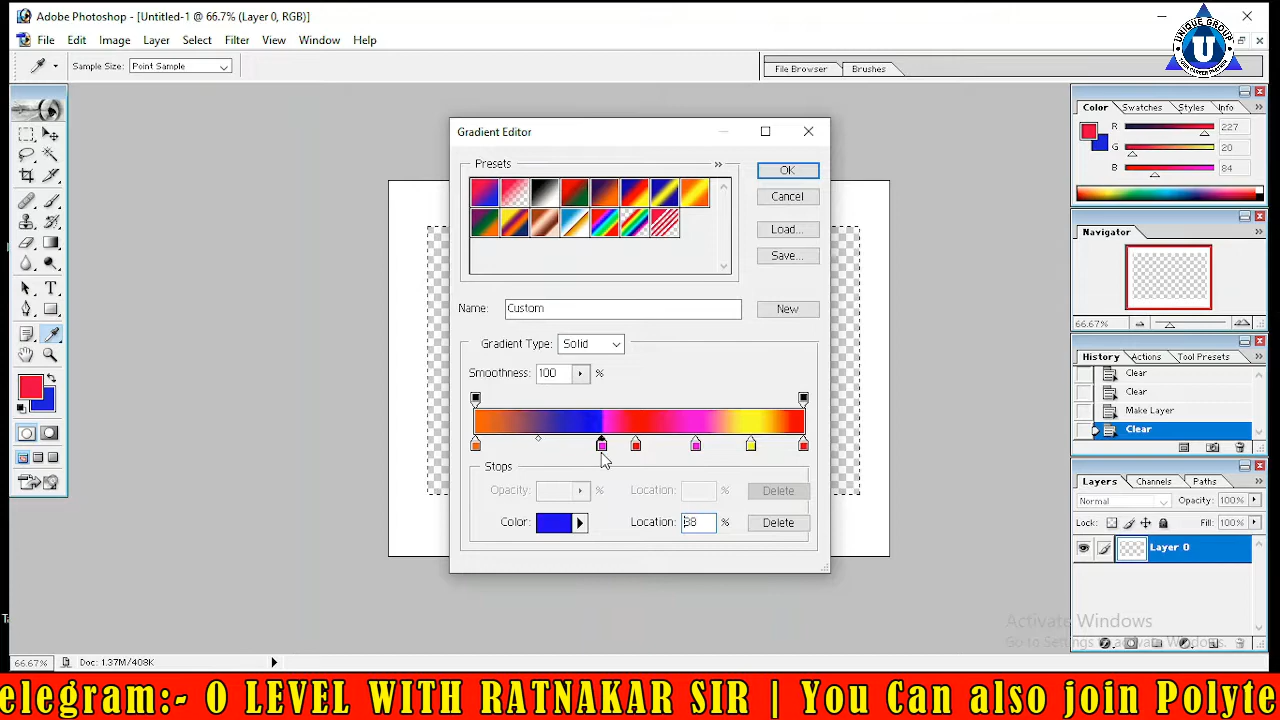 Adobe Photoshop - [Untitled-1 @ 66.7% (Layer 0, RGB)]
File Edit Image Layer Select Filter View Window Help
Sample Size: Point Sample
File Browser Brushes
UNIQUE GROUP
U
YOUR CAREER PARTNER
Gradient Editor
Presets
OK
Cancel
Load...
Save...
Name: Custom
New
Gradient Type: Solid
Smoothness: 100 %
Stops
Opacity: % Location: % Delete
Color: Location: 38 % Delete
Color Swatches Styles Info
R 227
G 20
B 84
Navigator
66.67%
History Actions Tool Presets
Clear
Clear
Make Layer
Clear
Layers Channels Paths
Normal Opacity: 100%
Lock: Fill: 100%
Layer 0
Activate Windows
Go to Settings to activate Windows.
66.67% Doc: 1.37M/408K
elegram:- O LEVEL WITH RATNAKAR SIR | You Can also join Polyte